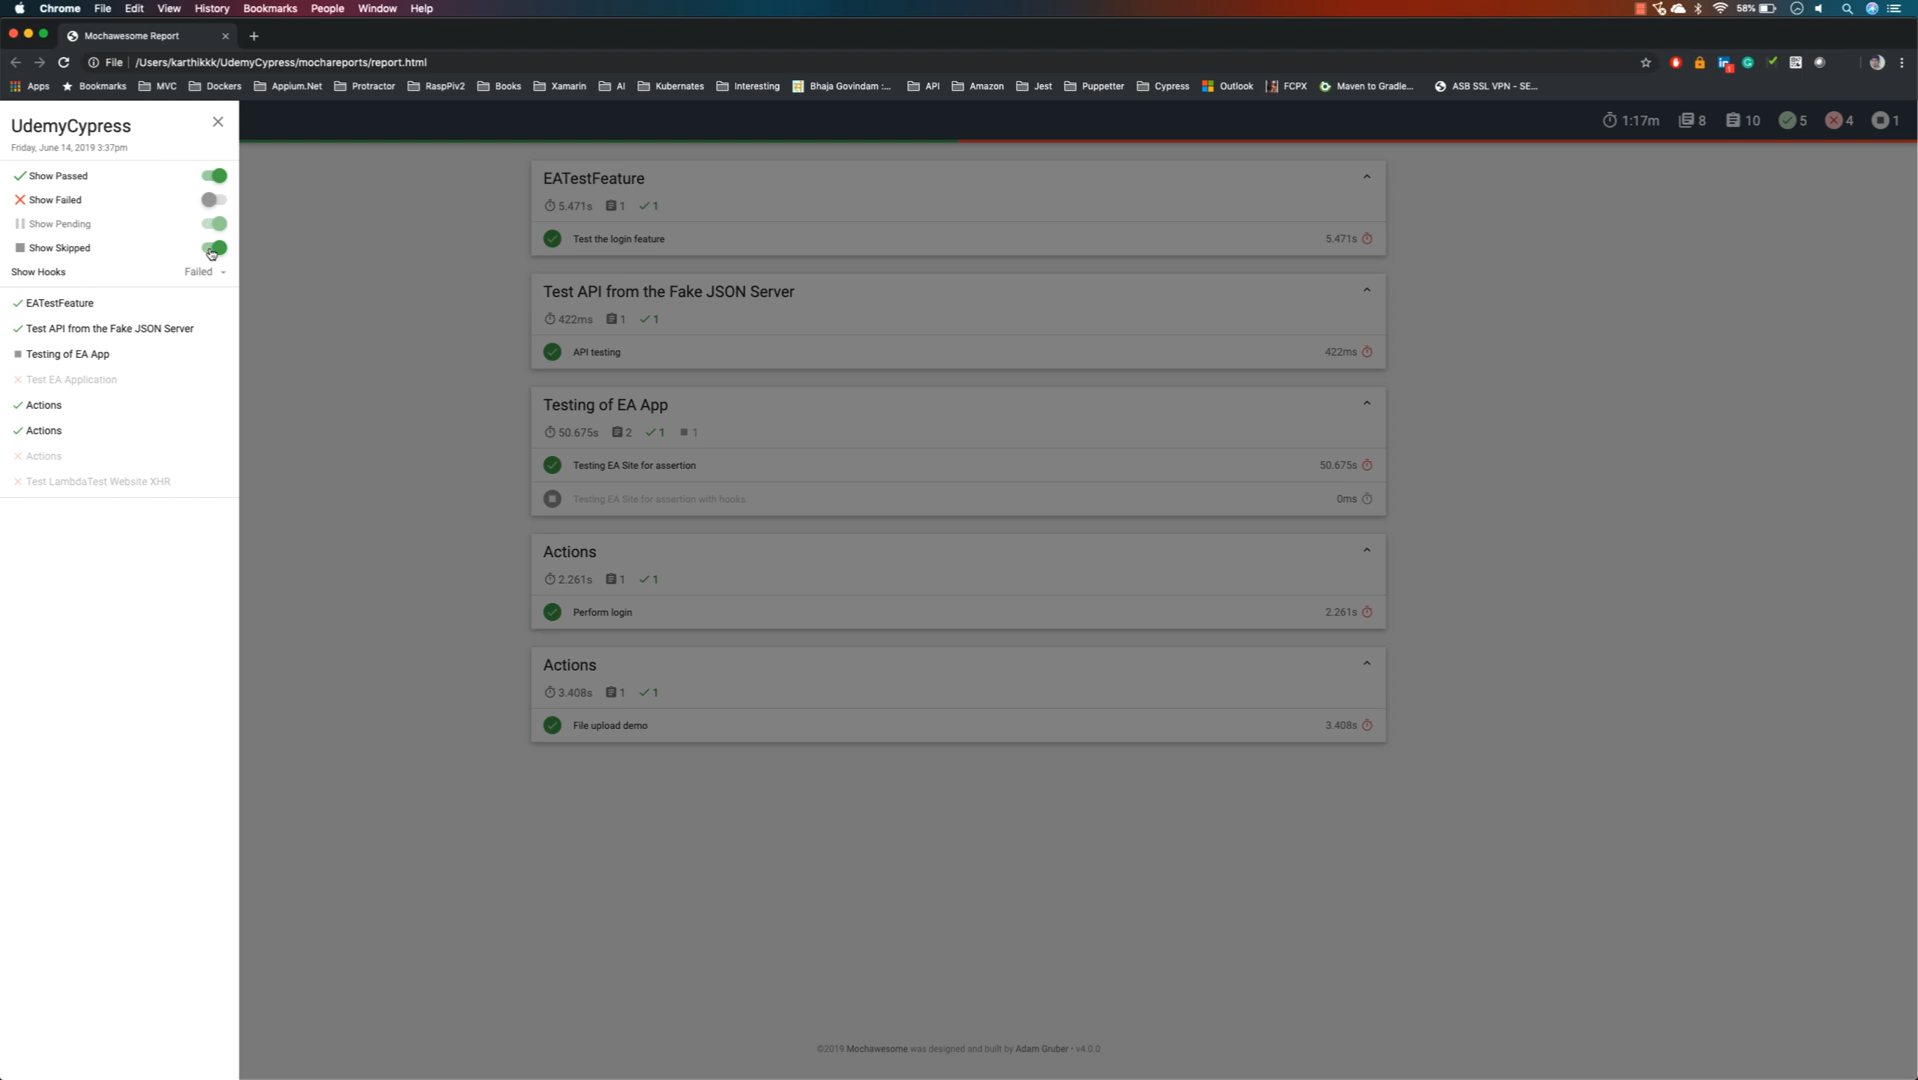 Chrome File Edit View History Bookmarks People Window Help 58%
Mochawesome Report
File /Users/karthikkk/UdemyCypress/mochareports/report.html
Apps Bookmarks MVC Dockers Appium.Net Protractor RaspPiv2 Books Xamarin AI Kubernetes Interesting Bhaja Govindam :... API Amazon Jest Puppetter Cypress Outlook FCPX Maven to Gradle... ASB SSL VPN - SE...
UdemyCypress
Friday, June 14, 2019 3:37pm
Show Passed
Show Failed
Show Pending
Show Skipped
Show Hooks Failed
EATestFeature
Test API from the Fake JSON Server
Testing of EA App
Test EA Application
Actions
Actions
Actions
Test LambdaTest Website XHR
1:17m 8 10 5 4 1
EATestFeature
5.471s 1 1
Test the login feature 5.471s
Test API from the Fake JSON Server
422ms 1 1
API testing 422ms
Testing of EA App
50.675s 2 1 1
Testing EA Site for assertion 50.675s
Testing EA Site for assertion with hooks 0ms
Actions
2.261s 1 1
Perform login 2.261s
Actions
3.408s 1 1
File upload demo 3.408s
©2019 Mochawesome was designed and built by Adam Gruber • v4.0.0